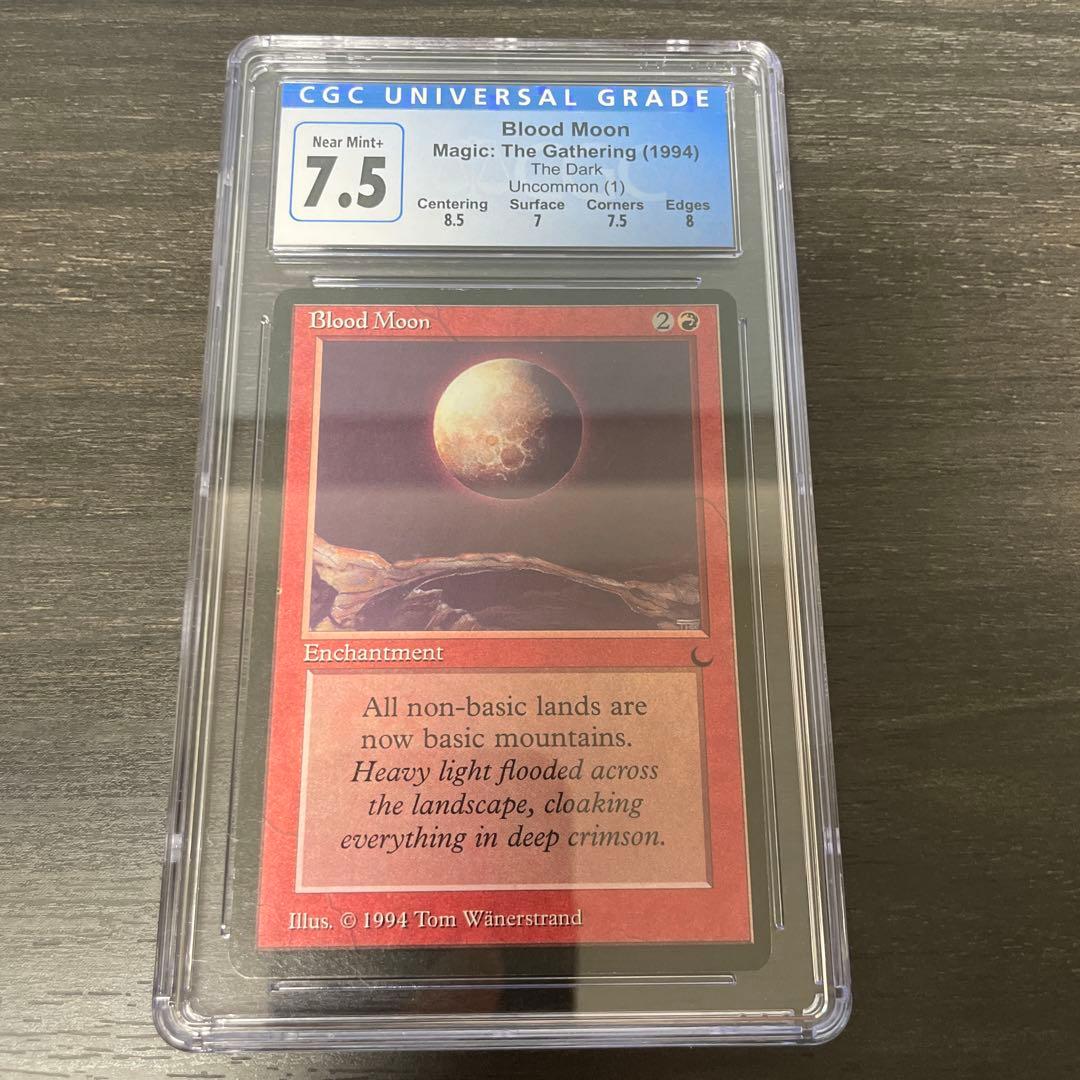 CGC UNIVERSAL GRADE
Near Mint+
7.5
Blood Moon
Magic: The Gathering (1994)
The Dark
Uncommon (1)
Centering Surface Corners Edges
8.5 7 7.5 8
Blood Moon 2
Enchantment
All non-basic lands are
now basic mountains.
Heavy light flooded across
the landscape, cloaking
everything in deep crimson.
Illus. © 1994 Tom Wänerstrand